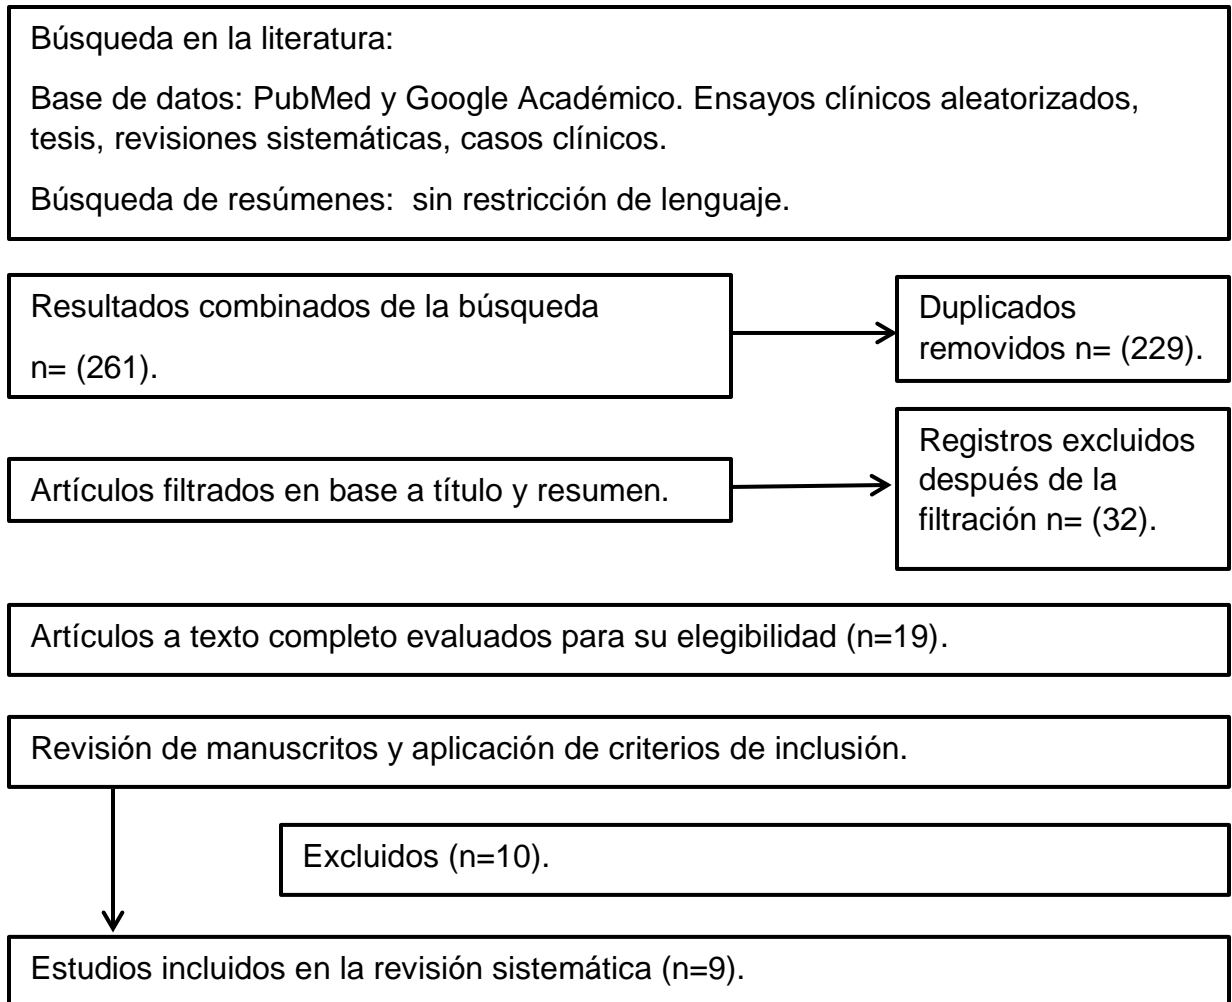 Búsqueda en la literatura:
Base de datos: PubMed y Google Académico. Ensayos clínicos aleatorizados,
tesis, revisiones sistemáticas, casos clínicos.
Búsqueda de resúmenes: sin restricción de lenguaje.
Resultados combinados de la búsqueda
n= (261).
Duplicados
removidos n= (229).
Artículos filtrados en base a título y resumen.
Registros excluidos
después de la
filtración n= (32).
Artículos a texto completo evaluados para su elegibilidad (n=19).
Revisión de manuscritos y aplicación de criterios de inclusión.
Excluidos (n=10).
Estudios incluidos en la revisión sistemática (n=9).